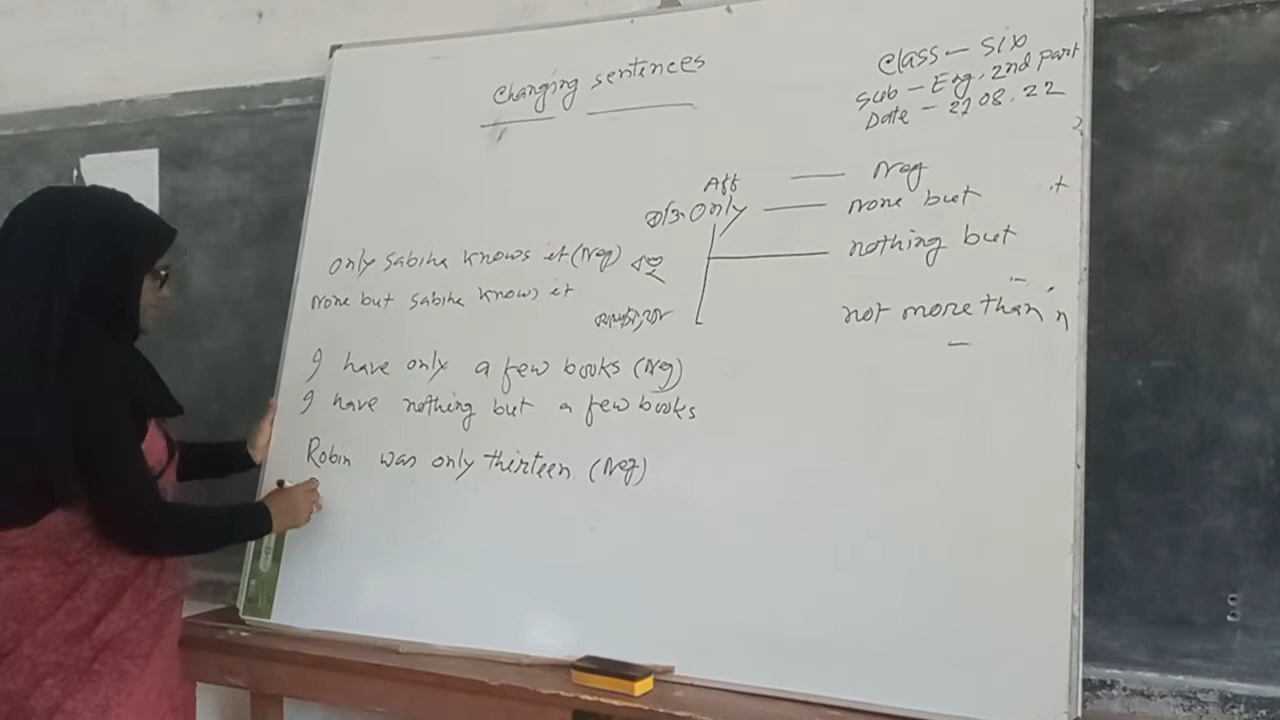 Changing sentences
Class - Six
Sub - Eng. 2nd part
Date - 27.08.22
Aff — Neg
Only — none but
nothing but
not more than
Only Sabiha knows it (Neg)
None but Sabiha knows it
I have only a few books (Neg)
I have nothing but a few books
Robin was only thirteen (Neg)